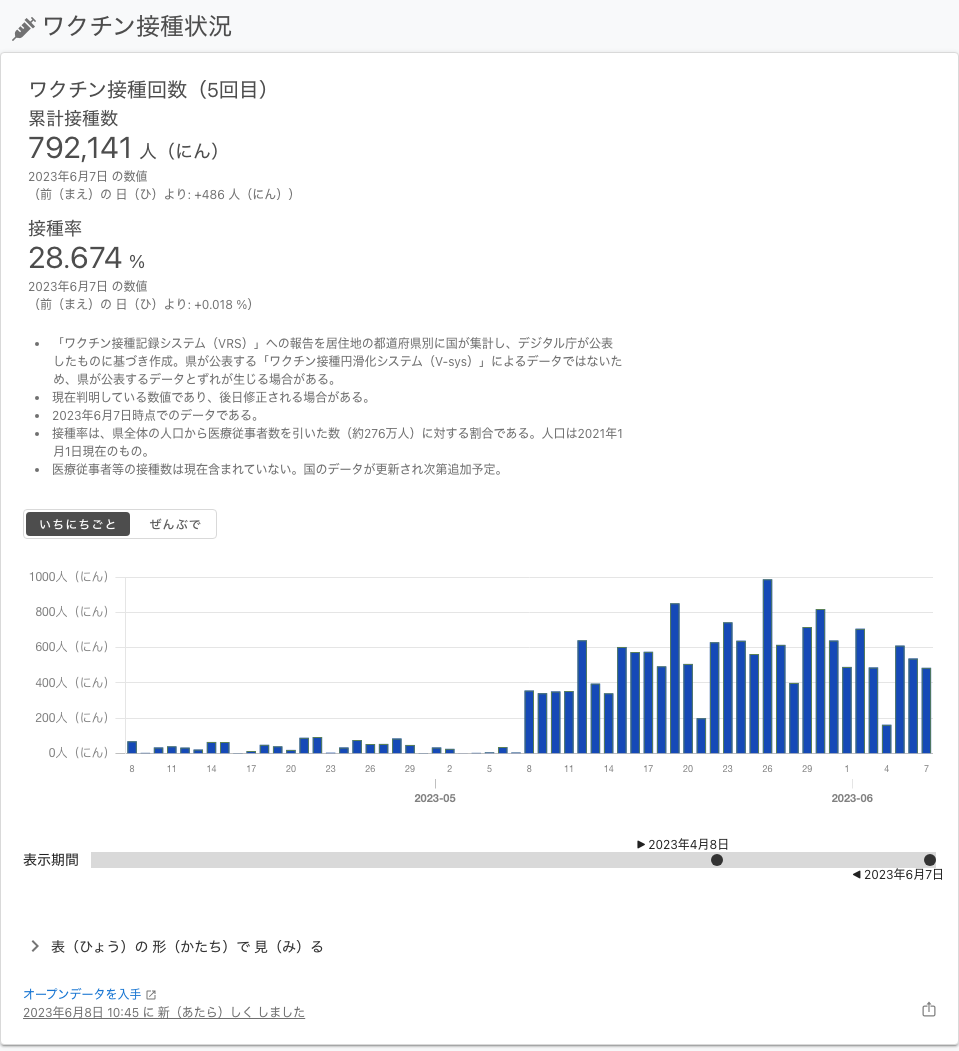 ワクチン接種状況
ワクチン接種回数（5回目）
累計接種数
792,141 人（にん）
2023年6月7日 の数値
（前（まえ）の 日（ひ）より: +486 人（にん））
接種率
28.674 %
2023年6月7日 の数値
（前（まえ）の 日（ひ）より: +0.018 %）
• 「ワクチン接種記録システム（VRS）」への報告を居住地の都道府県別に国が集計し、デジタル庁が公表
したものに基づき作成。県が公表する「ワクチン接種円滑化システム（V-sys）」によるデータではないた
め、県が公表するデータとずれが生じる場合がある。
• 現在判明している数値であり、後日修正される場合がある。
• 2023年6月7日時点でのデータである。
• 接種率は、県全体の人口から医療従事者数を引いた数（約276万人）に対する割合である。人口は2021年1
月1日現在のもの。
• 医療従事者等の接種数は現在含まれていない。国のデータが更新され次第追加予定。
いちにちごと ぜんぶで
1000人（にん）
800人（にん）
600人（にん）
400人（にん）
200人（にん）
0人（にん）
8 11 14 17 20 23 26 29 2 5 8 11 14 17 20 23 26 29 1 4 7
2023-05 2023-06
▶ 2023年4月8日
表示期間
◀ 2023年6月7日
表（ひょう）の 形（かたち）で 見（み）る
オープンデータを入手
2023年6月8日 10:45 に 新（あたら）しく しました